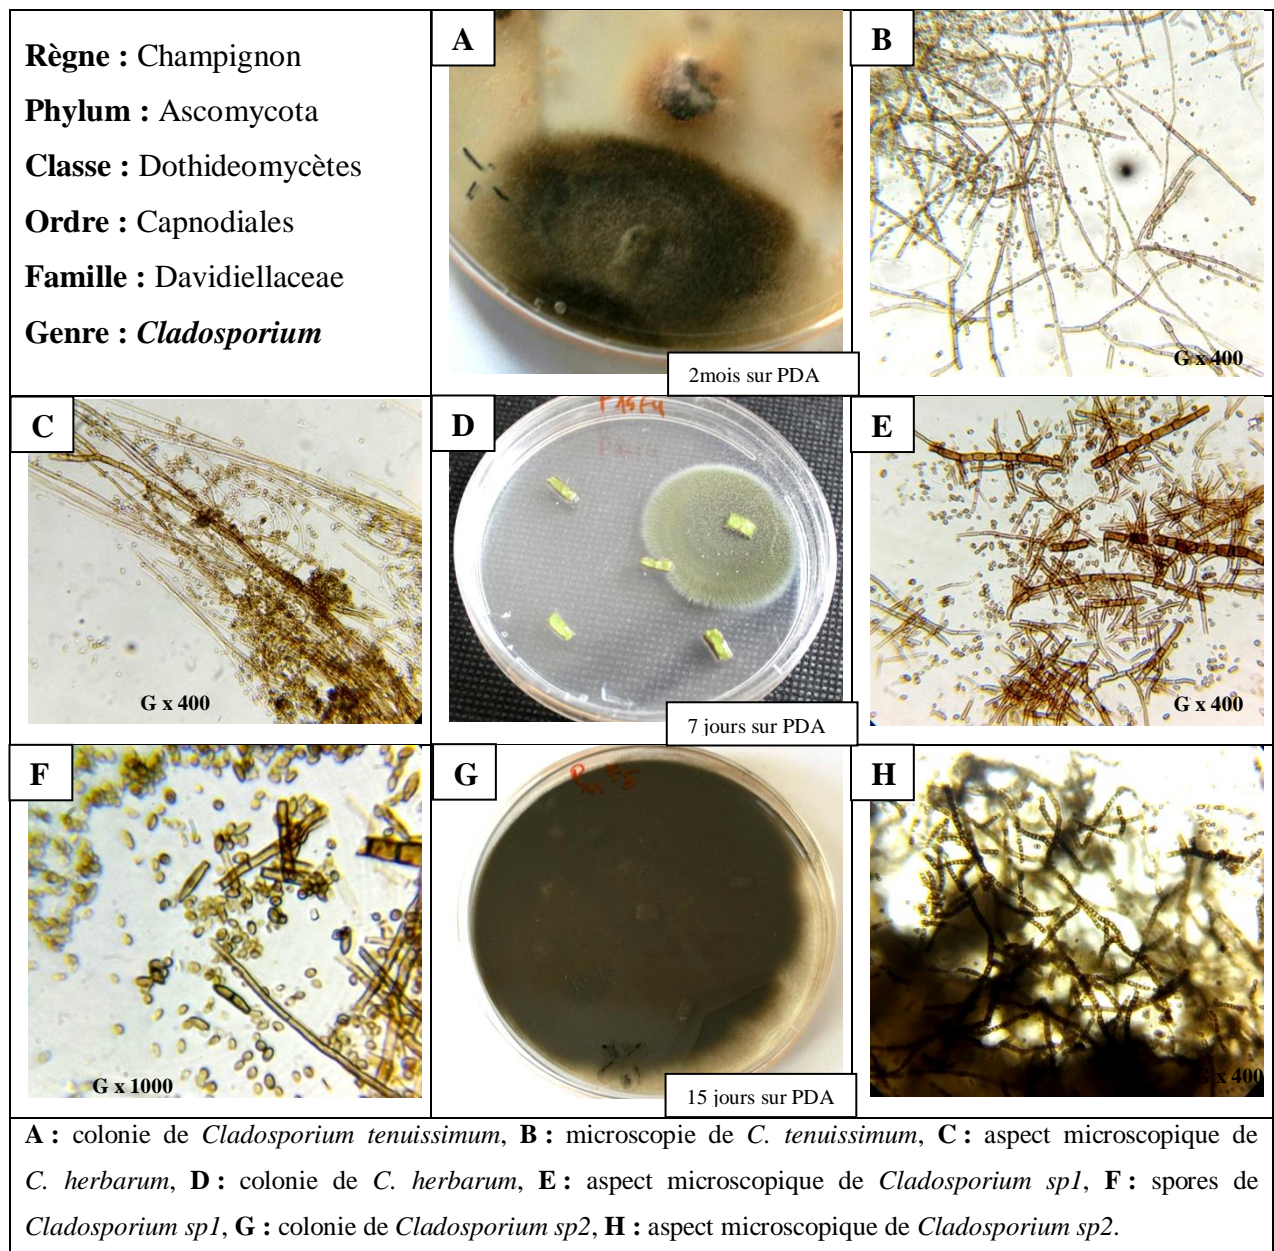 Règne : Champignon
Phylum : Ascomycota
Classe : Dothideomycètes
Ordre : Capnodiales
Famille : Davidiellaceae
Genre : Cladosporium
A
2mois sur PDA
B
G x 400
C
G x 400
D
7 jours sur PDA
E
G x 400
F
G x 1000
G
15 jours sur PDA
H
x 400
A : colonie de Cladosporium tenuissimum, B : microscopie de C. tenuissimum, C : aspect microscopique de
C. herbarum, D : colonie de C. herbarum, E : aspect microscopique de Cladosporium sp1, F : spores de
Cladosporium sp1, G : colonie de Cladosporium sp2, H : aspect microscopique de Cladosporium sp2.